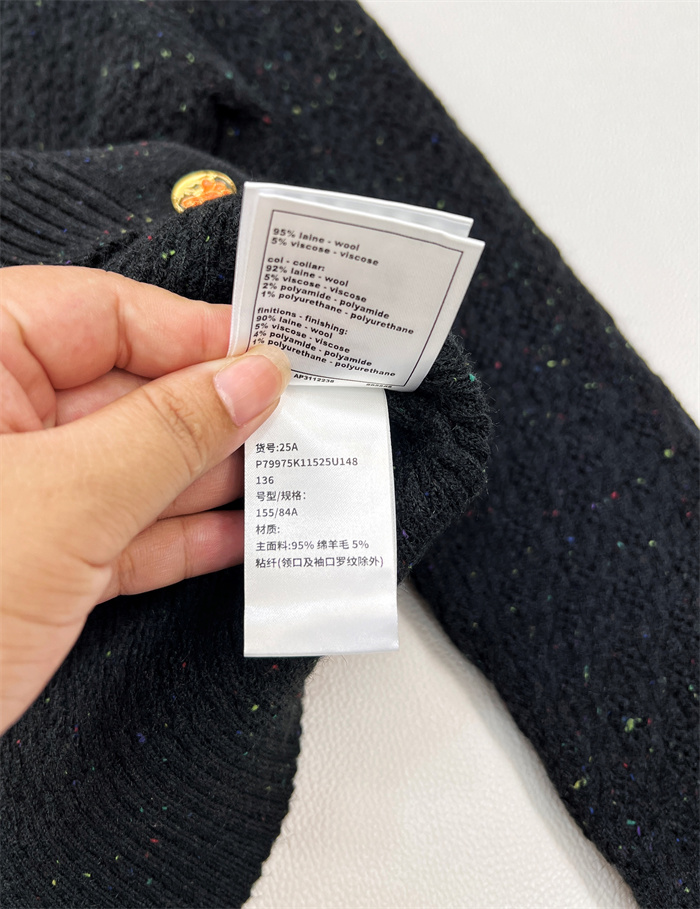 95% laine - wool
5% viscose - viscose
col - collar:
92% laine - wool
5% viscose - viscose
2% polyamide - polyamide
1% polyurethane - polyurethane
finitions - finishing:
90% laine - wool
5% viscose - viscose
4% polyamide - polyamide
1% polyurethane - polyurethane
AP3112238
货号:25A
P79975K11525U148
136
号型/规格:
155/84A
材质:
主面料:95% 绵羊毛 5%
粘纤(领口及袖口罗纹除外)